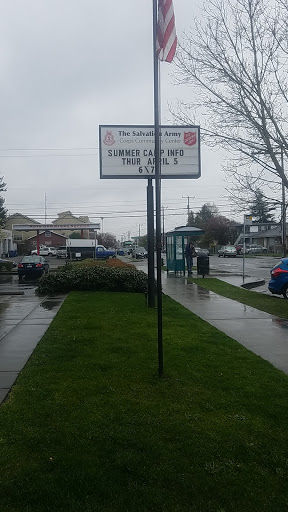 The Salvation Army
Corps Community Center
SUMMER CAMP INFO
THUR APRIL 5
6\7